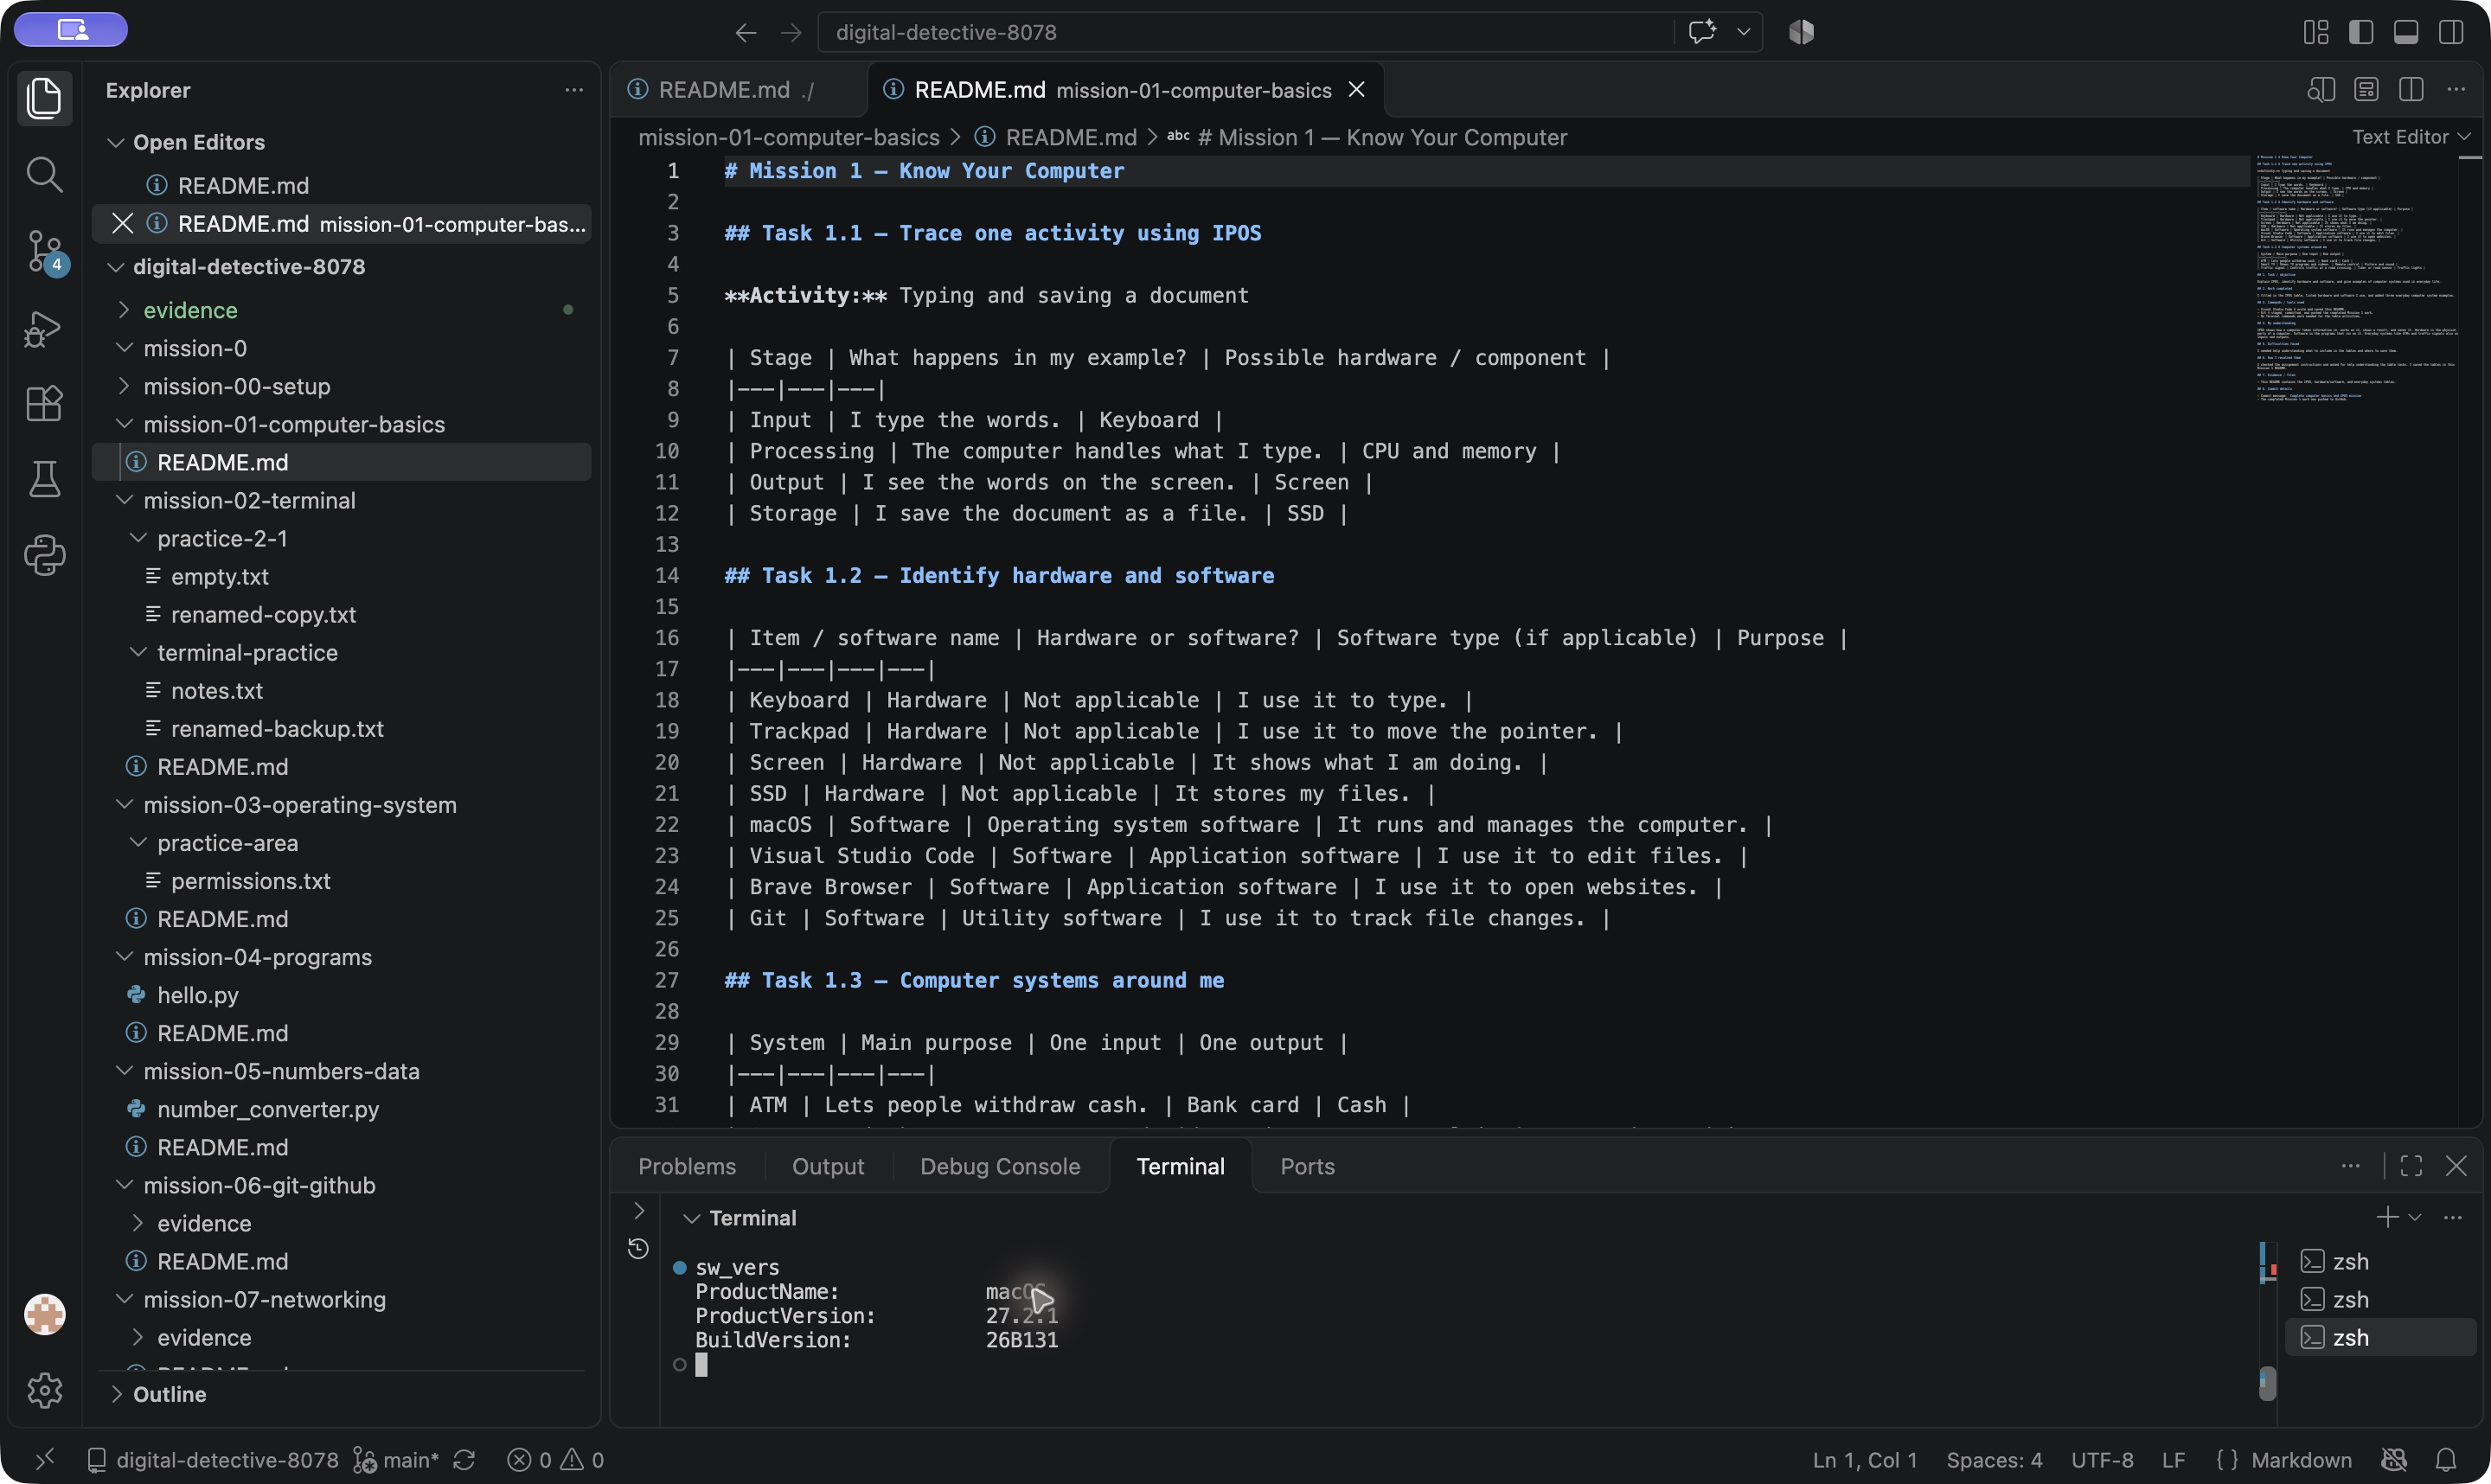 digital-detective-8078
Explorer
Open Editors
README.md
README.md mission-01-computer-bas...
digital-detective-8078
evidence
mission-0
mission-00-setup
mission-01-computer-basics
README.md
mission-02-terminal
practice-2-1
empty.txt
renamed-copy.txt
terminal-practice
notes.txt
renamed-backup.txt
README.md
mission-03-operating-system
practice-area
permissions.txt
README.md
mission-04-programs
hello.py
README.md
mission-05-numbers-data
number_converter.py
README.md
mission-06-git-github
evidence
README.md
mission-07-networking
evidence
Outline
4
README.md ./
README.md mission-01-computer-basics
mission-01-computer-basics > README.md > abc # Mission 1 — Know Your Computer
Text Editor
1 # Mission 1 — Know Your Computer
2
3 ## Task 1.1 — Trace one activity using IPOS
4
5 **Activity:** Typing and saving a document
6
7 | Stage | What happens in my example? | Possible hardware / component |
8 |---|---|---|
9 | Input | I type the words. | Keyboard |
10 | Processing | The computer handles what I type. | CPU and memory |
11 | Output | I see the words on the screen. | Screen |
12 | Storage | I save the document as a file. | SSD |
13
14 ## Task 1.2 — Identify hardware and software
15
16 | Item / software name | Hardware or software? | Software type (if applicable) | Purpose |
17 |---|---|---|---|
18 | Keyboard | Hardware | Not applicable | I use it to type. |
19 | Trackpad | Hardware | Not applicable | I use it to move the pointer. |
20 | Screen | Hardware | Not applicable | It shows what I am doing. |
21 | SSD | Hardware | Not applicable | It stores my files. |
22 | macOS | Software | Operating system software | It runs and manages the computer. |
23 | Visual Studio Code | Software | Application software | I use it to edit files. |
24 | Brave Browser | Software | Application software | I use it to open websites. |
25 | Git | Software | Utility software | I use it to track file changes. |
26
27 ## Task 1.3 — Computer systems around me
28
29 | System | Main purpose | One input | One output |
30 |---|---|---|---|
31 | ATM | Lets people withdraw cash. | Bank card | Cash |
Problems Output Debug Console Terminal Ports
Terminal
sw_vers
ProductName: macOS
ProductVersion: 27.2.1
BuildVersion: 26B131
zsh
zsh
zsh
digital-detective-8078 main* 0 0
Ln 1, Col 1 Spaces: 4 UTF-8 LF {} Markdown